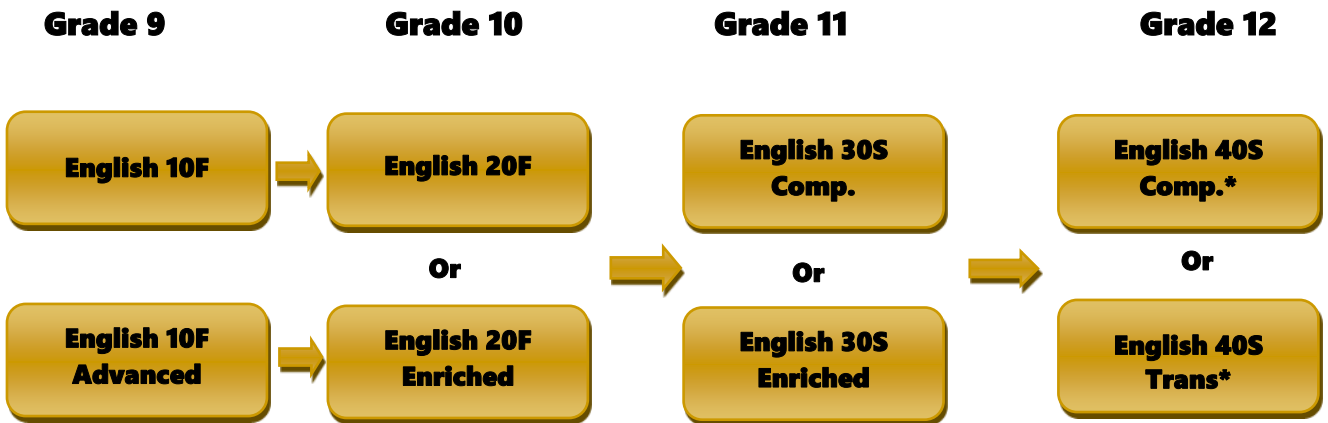 Grade 9
Grade 10
Grade 11
Grade 12
English 10F
English 20F
English 30S
Comp.
English 40S
Comp.*
Or
Or
Or
English 10F
Advanced
English 20F
Enriched
English 30S
Enriched
English 40S
Trans*